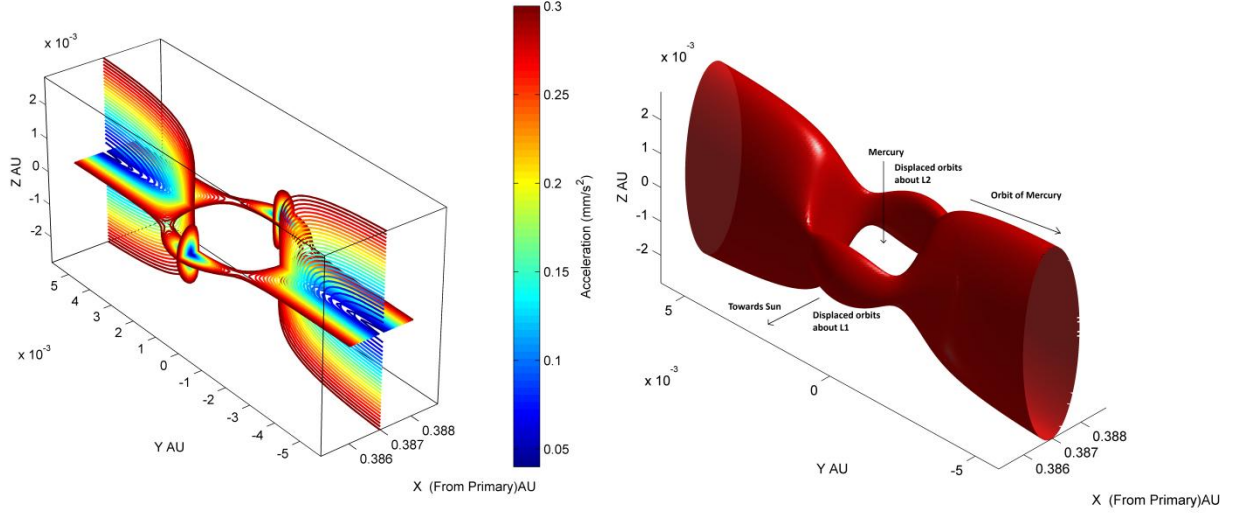 x 10⁻³
2
1
0
-1
-2
Z AU
5
4
3
2
1
0
-1
-2
-3
-4
-5
x 10⁻³
Y AU
0.386
0.387
0.388
X (From Primary)AU
0.3
0.25
0.2
0.15
0.1
0.05
Acceleration (mm/s²)
x 10⁻³
2
1
0
-1
-2
Z AU
Mercury
Displaced orbits
about L2
Orbit of Mercury
Towards Sun
Displaced orbits
about L1
5
0
-5
x 10⁻³
Y AU
0.386
0.387
0.388
X (From Primary)AU